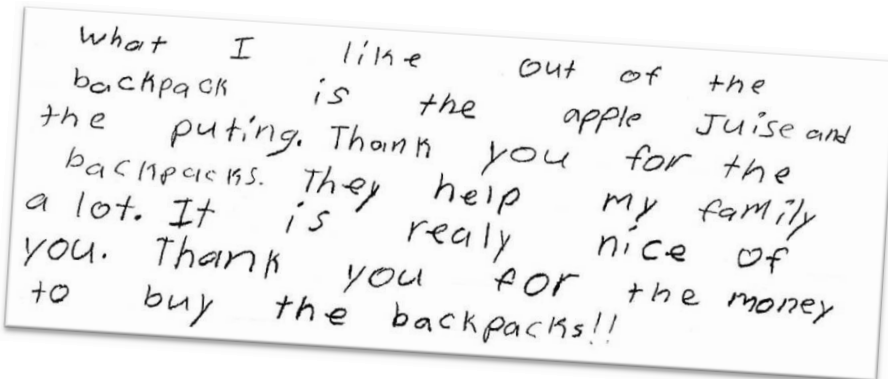 What I like out of the
backpack is the apple Juise and
the puting. Thank you for the
backpacks. They help my family
a lot. It is realy nice of
you. Thank you for the money
to buy the backpacks!!